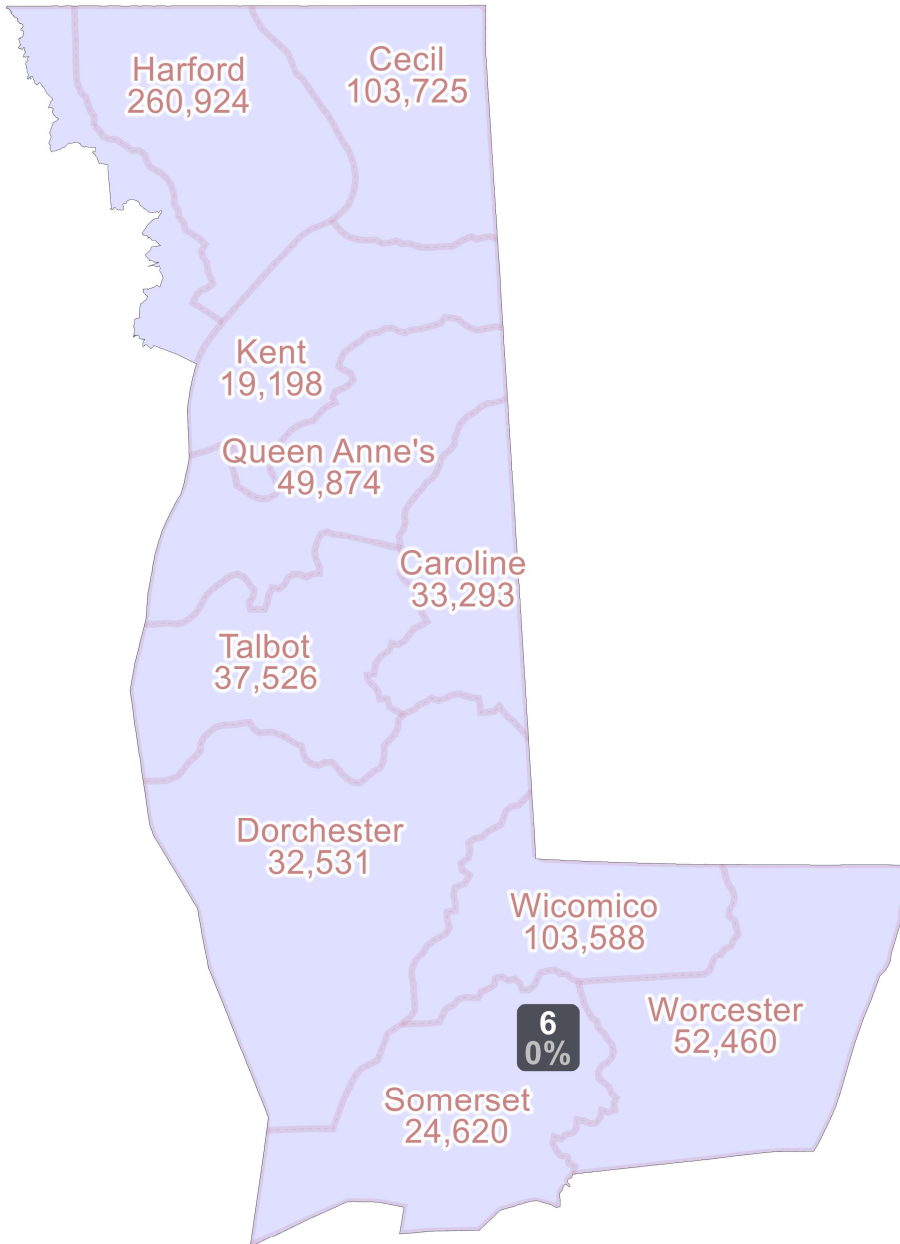 Harford
260,924
Cecil
103,725
Kent
19,198
Queen Anne's
49,874
Caroline
33,293
Talbot
37,526
Dorchester
32,531
Wicomico
103,588
6
0%
Worcester
52,460
Somerset
24,620